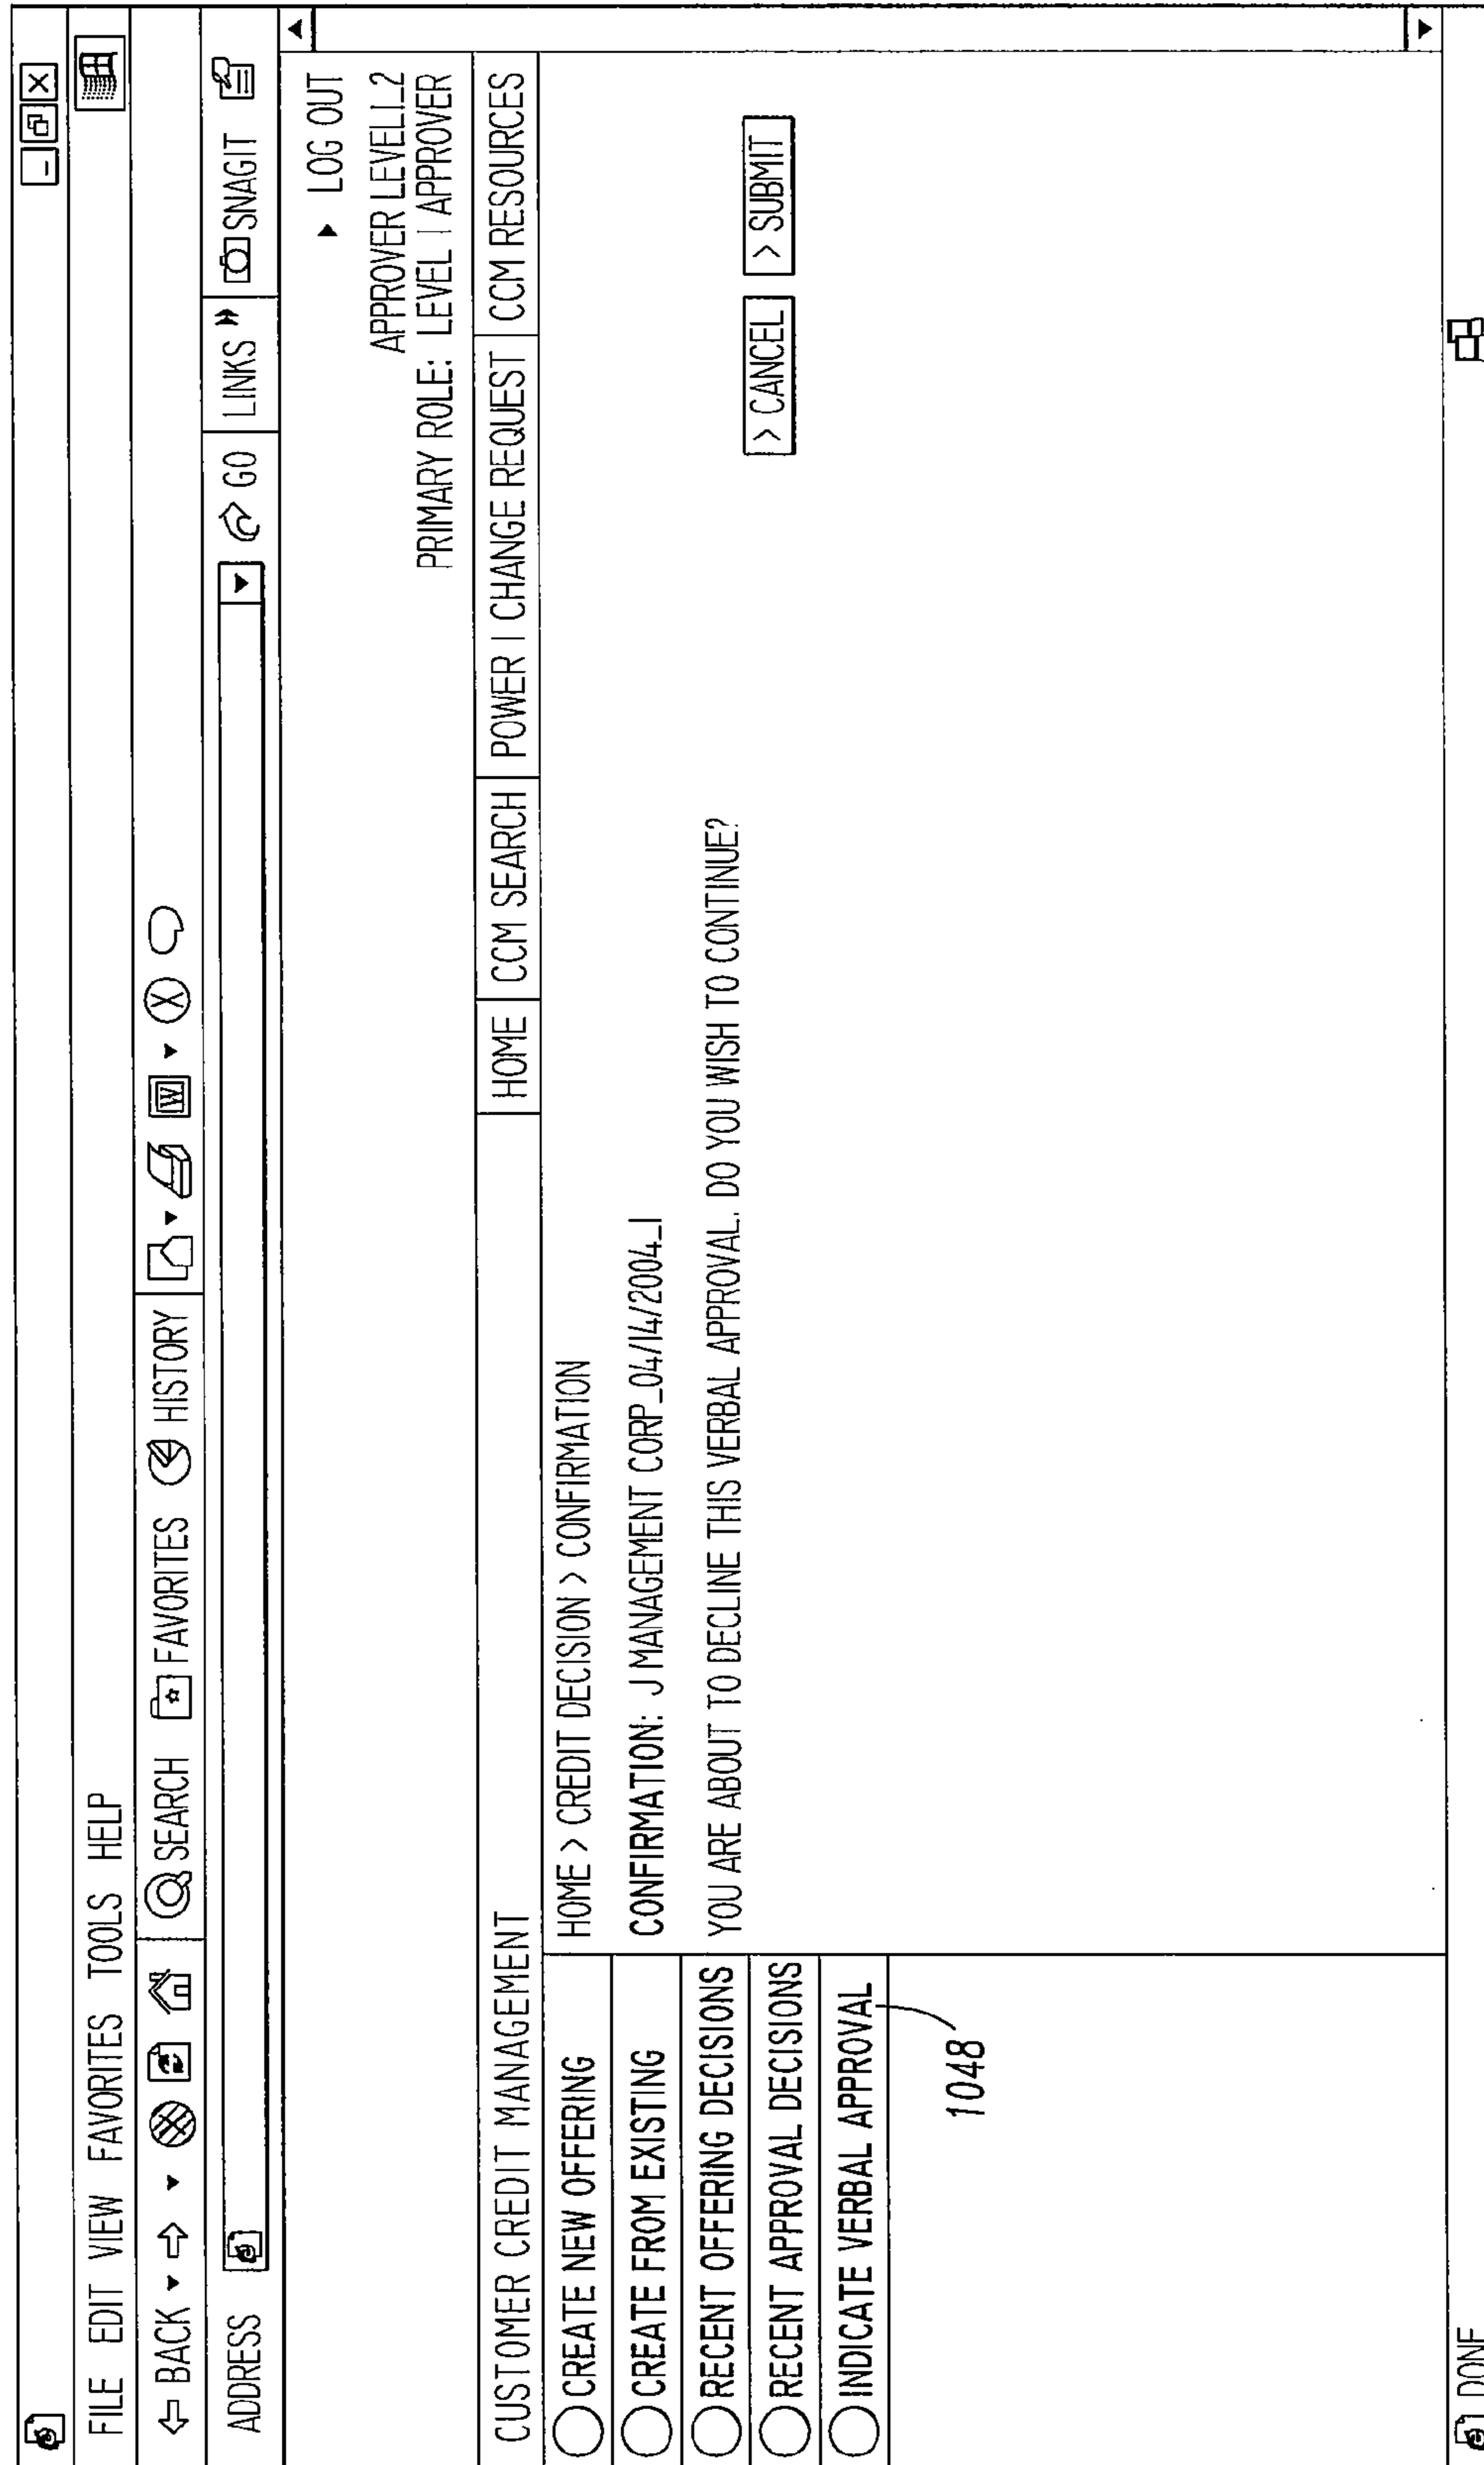 FILE EDIT VIEW FAVORITES TOOLS HELP
BACK SEARCH FAVORITES HISTORY
ADDRESS GO LINKS » SNAGIT
LOG OUT
APPROVER LEVEL1_2
PRIMARY ROLE: LEVEL 1 APPROVER
CUSTOMER CREDIT MANAGEMENT HOME CCM SEARCH POWER 1 CHANGE REQUEST CCM RESOURCES
CREATE NEW OFFERING
CREATE FROM EXISTING
RECENT OFFERING DECISIONS
RECENT APPROVAL DECISIONS
INDICATE VERBAL APPROVAL
1048
HOME > CREDIT DECISION > CONFIRMATION
CONFIRMATION: J MANAGEMENT CORP_04/14/2004_1
YOU ARE ABOUT TO DECLINE THIS VERBAL APPROVAL. DO YOU WISH TO CONTINUE?
> CANCEL > SUBMIT
DONE